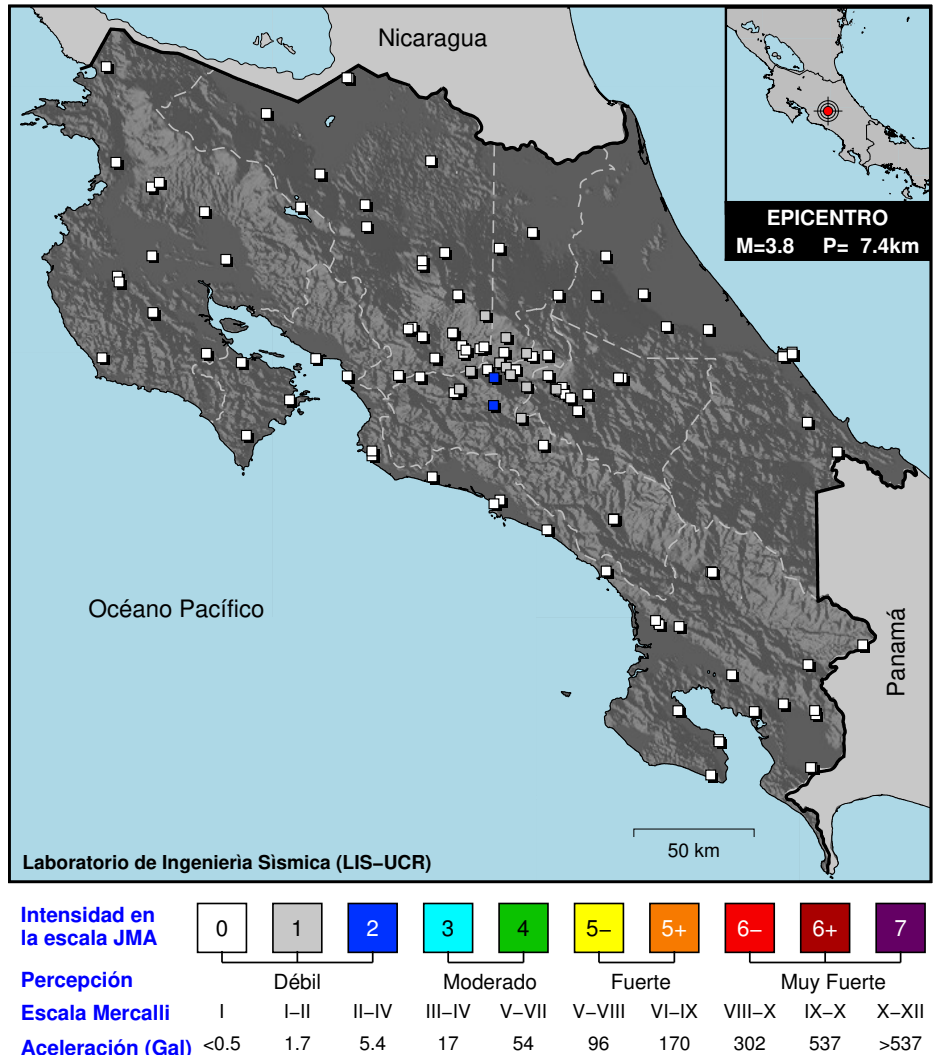 Nicaragua
EPICENTRO
M=3.8 P= 7.4km
Océano Pacífico
Panamá
50 km
Laboratorio de Ingenierìa Sìsmica (LIS−UCR)
Intensidad en
la escala JMA
0 1 2 3 4 5− 5+ 6− 6+ 7
Percepción Débil Moderado Fuerte Muy Fuerte
Escala Mercalli I I−II II−IV III−IV V−VII V−VIII VI−IX VIII−X IX−X X−XII
Aceleración (Gal) <0.5 1.7 5.4 17 54 96 170 302 537 >537